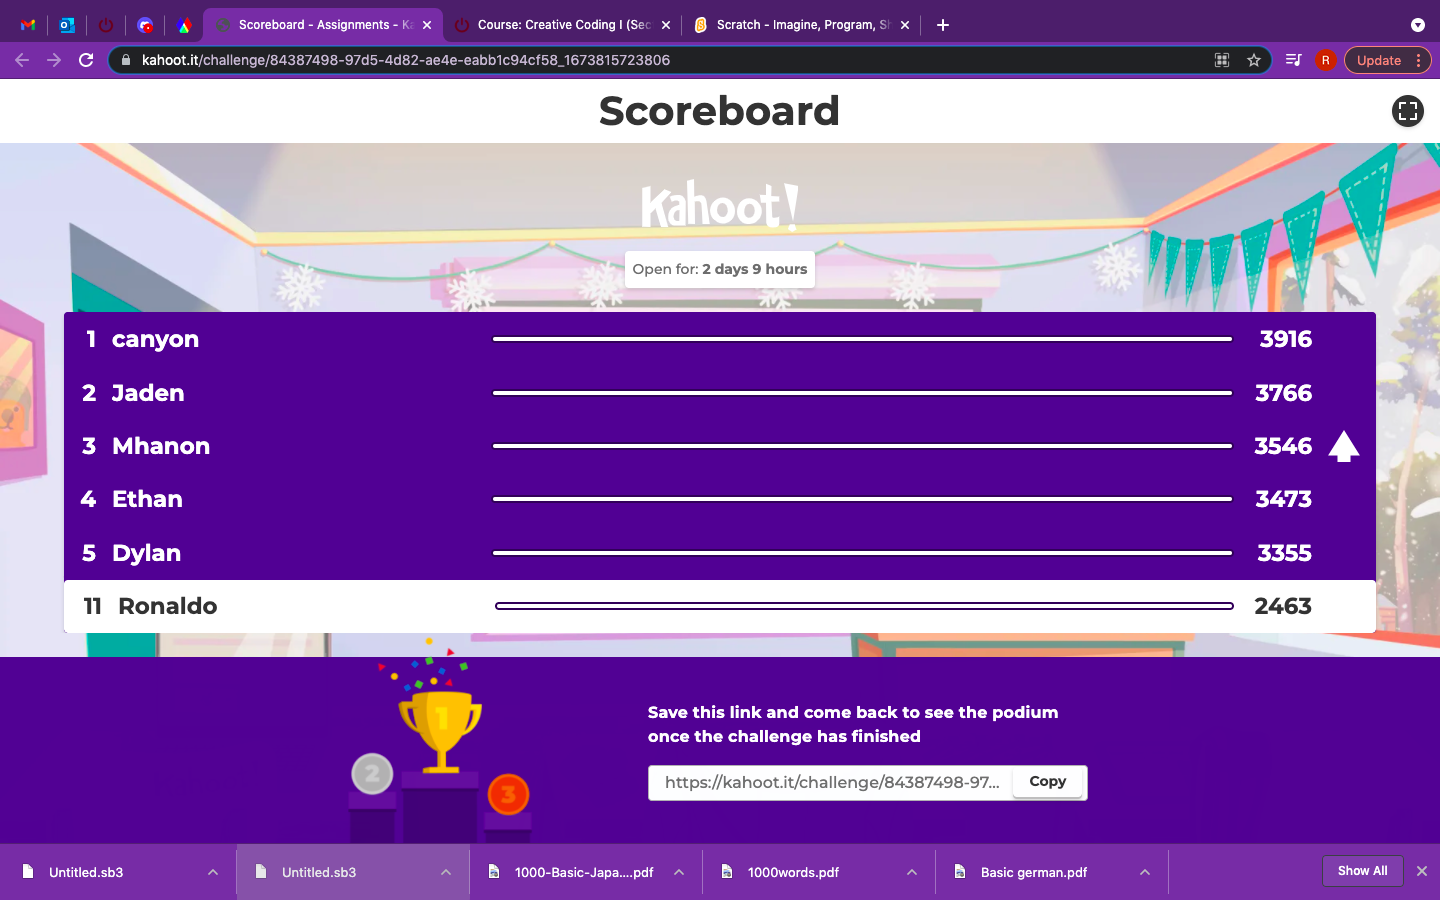 Scoreboard - Assignments - Ka
Course: Creative Coding I (Sec
Scratch - Imagine, Program, Sh
kahoot.it/challenge/84387498-97d5-4d82-ae4e-eabb1c94cf58_1673815723806
R
Update
Scoreboard
Kahoot!
Open for: 2 days 9 hours
1 canyon 3916
2 Jaden 3766
3 Mhanon 3546
4 Ethan 3473
5 Dylan 3355
11 Ronaldo 2463
1
2
3
Save this link and come back to see the podium
once the challenge has finished
https://kahoot.it/challenge/84387498-97... Copy
Untitled.sb3
Untitled.sb3
1000-Basic-Japa....pdf
1000words.pdf
Basic german.pdf
Show All